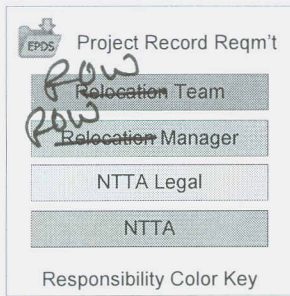 EPDS Project Record Reqm't
ROW
Relocation Team
ROW
Relocation Manager
NTTA Legal
NTTA
Responsibility Color Key